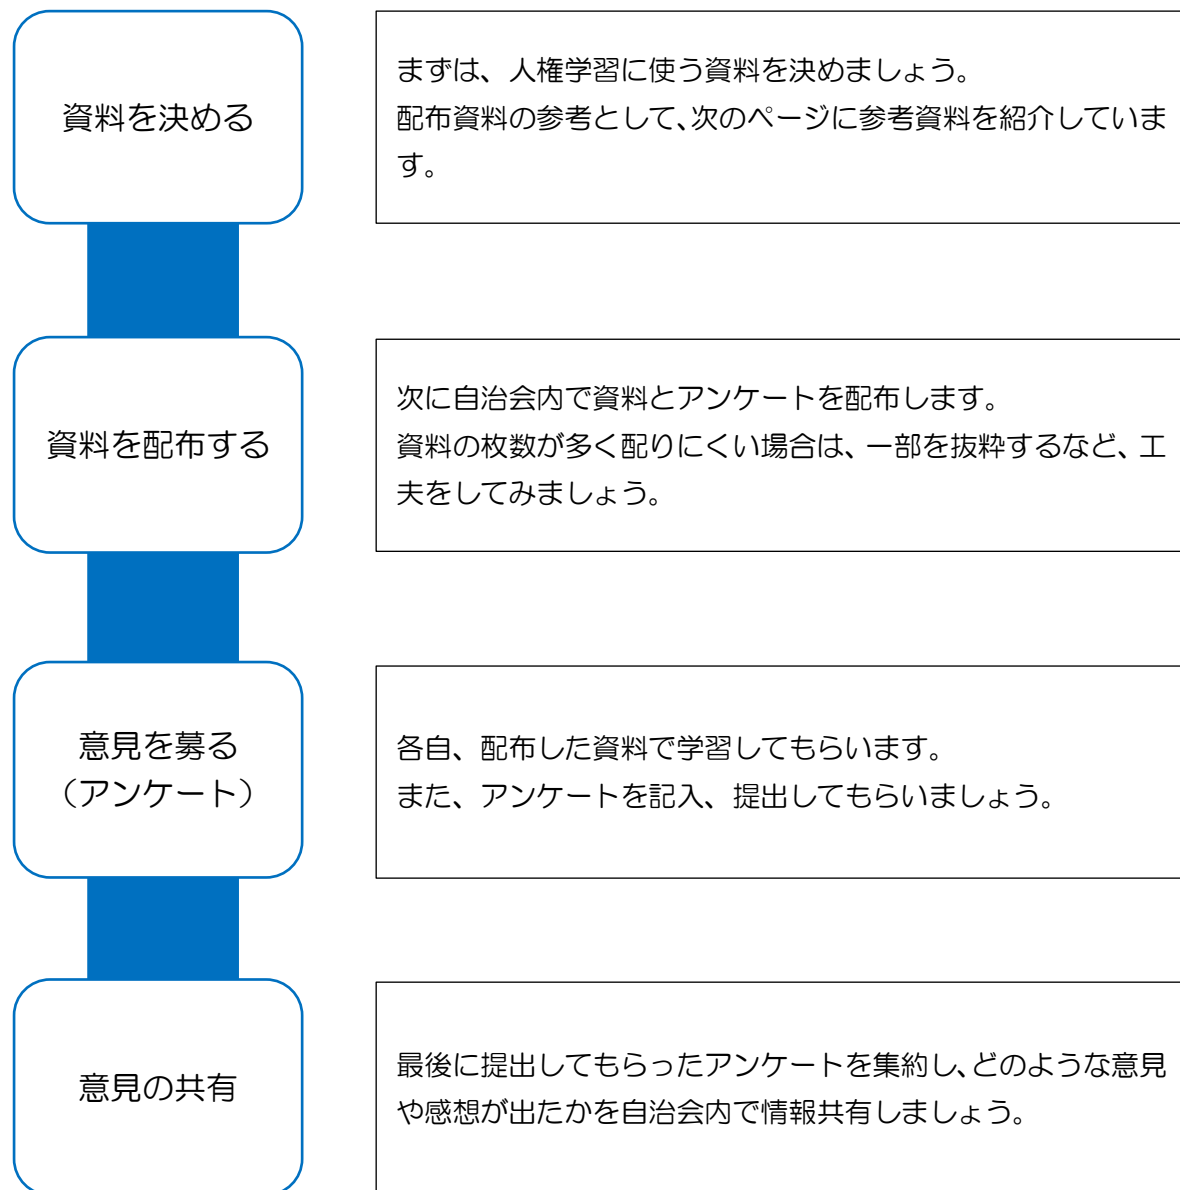 資料を決める
まずは、人権学習に使う資料を決めましょう。
配布資料の参考として、次のページに参考資料を紹介していま
す。
資料を配布する
次に自治会内で資料とアンケートを配布します。
資料の枚数が多く配りにくい場合は、一部を抜粋するなど、工
夫をしてみましょう。
意見を募る
（アンケート）
各自、配布した資料で学習してもらいます。
また、アンケートを記入、提出してもらいましょう。
意見の共有
最後に提出してもらったアンケートを集約し、どのような意見
や感想が出たかを自治会内で情報共有しましょう。